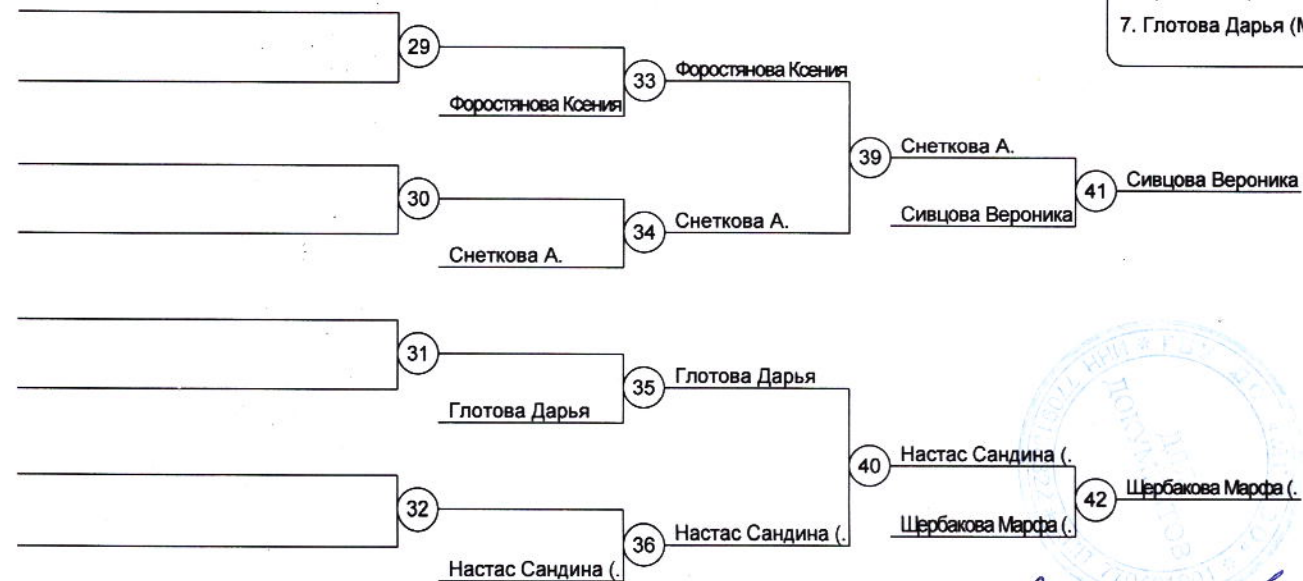 7. Глотова Дарья (М
29
33
Форостянова Ксения
Форостянова Ксения
39
Снеткова А.
41
Сивцова Вероника
30
Сивцова Вероника
34
Снеткова А.
Снеткова А.
31
35
Глотова Дарья
Глотова Дарья
40
Настас Сандина (.
42
Щербакова Марфа (.
32
Щербакова Марфа (.
36
Настас Сандина (.
Настас Сандина (.